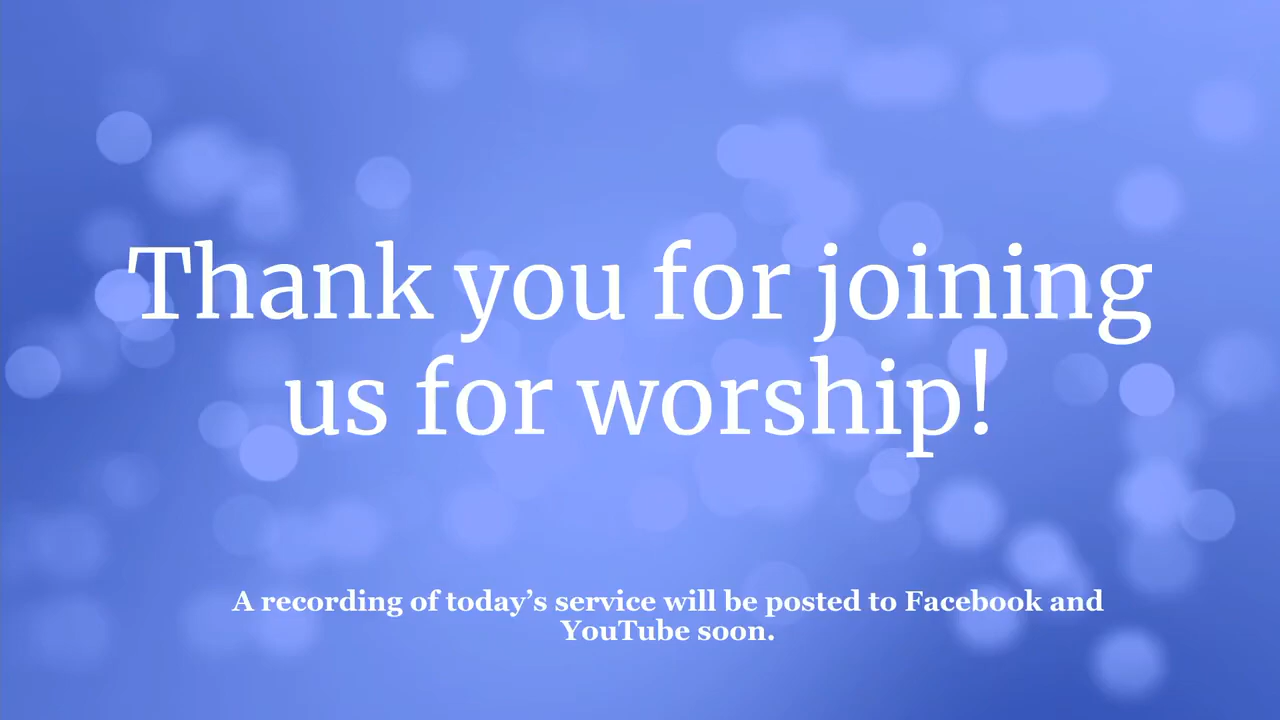 Thank you for joining
us for worship!
A recording of today’s service will be posted to Facebook and
YouTube soon.